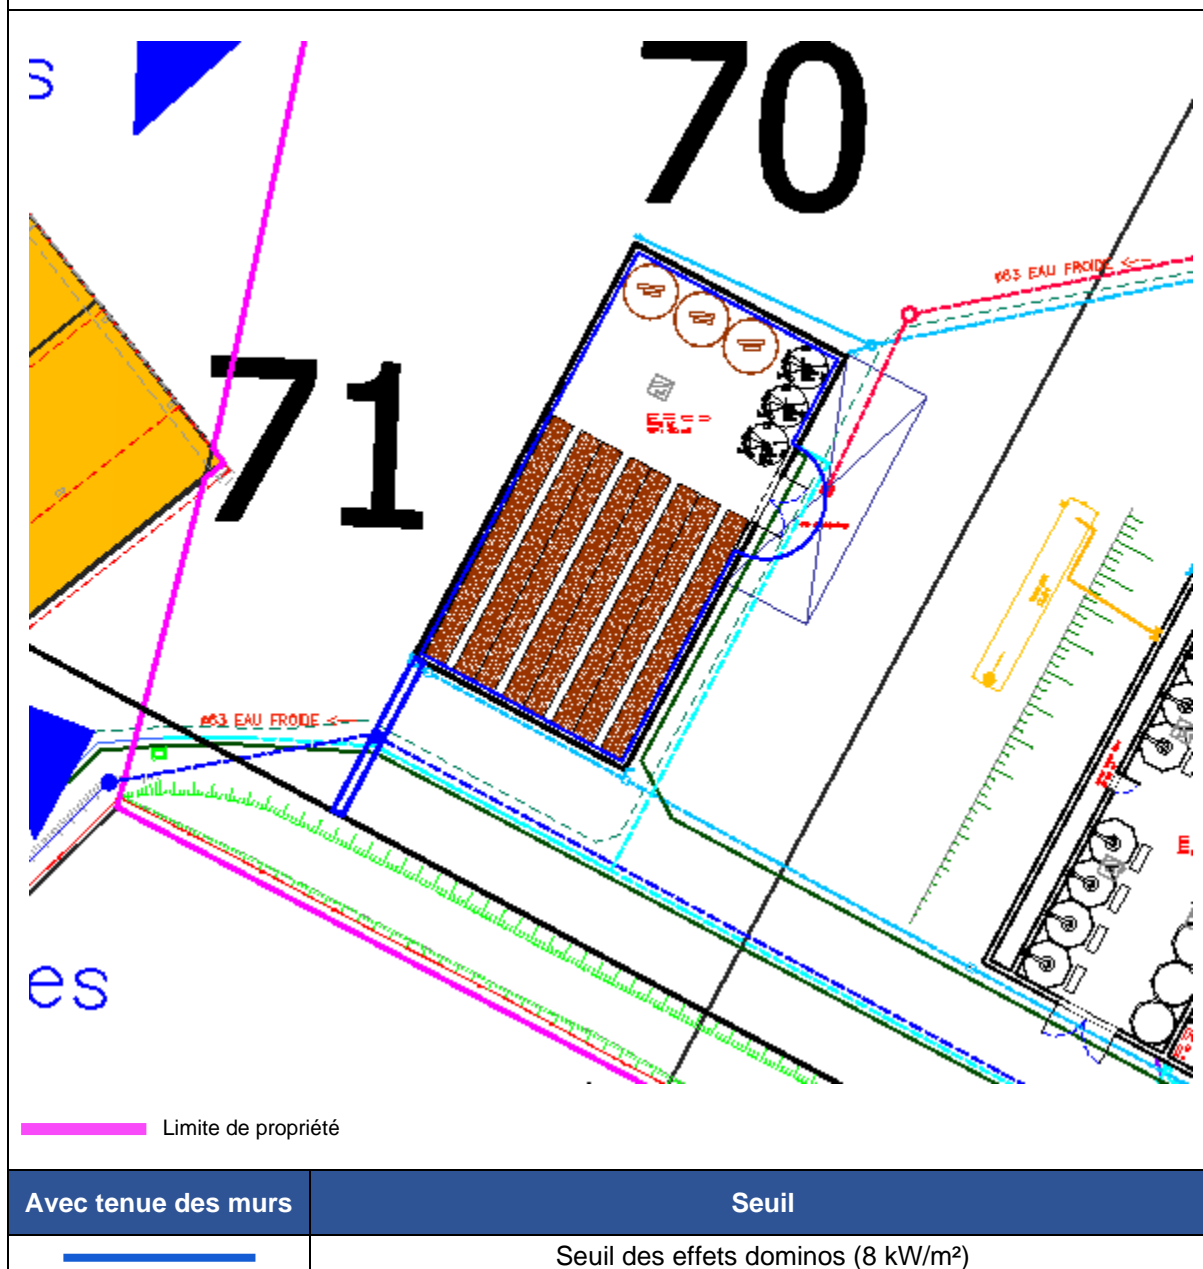 s
70
ø63 EAU FROIDE <--
71
ø63 EAU FROIDE <--
es
Limite de propriété
Avec tenue des murs
Seuil
Seuil des effets dominos (8 kW/m²)